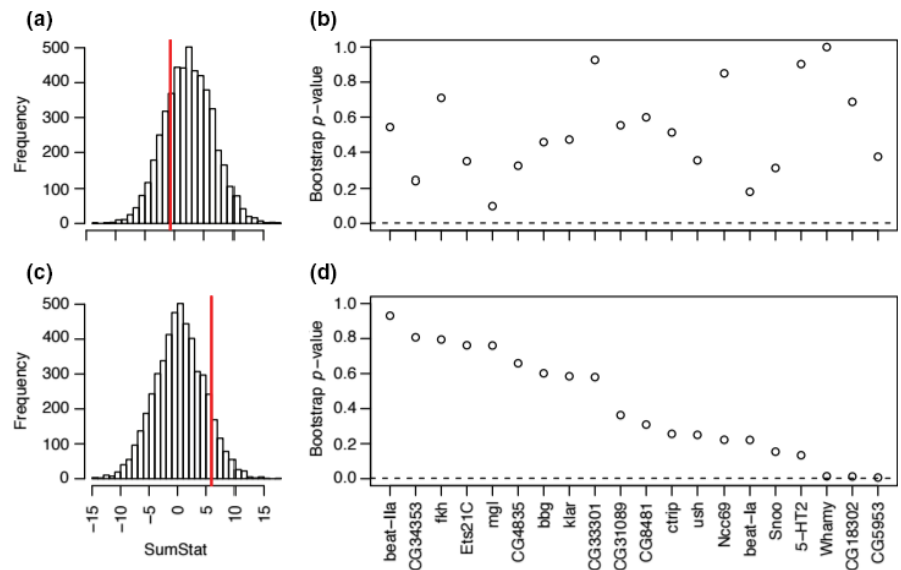 (a)
500
400
300
200
100
0
Frequency
(b)
1.0
0.8
0.6
0.4
0.2
0.0
Bootstrap p-value
(c)
500
400
300
200
100
0
Frequency
-15 -10 -5 0 5 10 15
SumStat
(d)
1.0
0.8
0.6
0.4
0.2
0.0
Bootstrap p-value
beat-IIa
CG34353
fkh
Ets21C
mgl
CG4835
bbg
klar
CG33301
CG31089
CG8481
ctrip
ush
Ncc69
beat-Ia
Snoo
5-HT2
Whamy
CG18302
CG5953